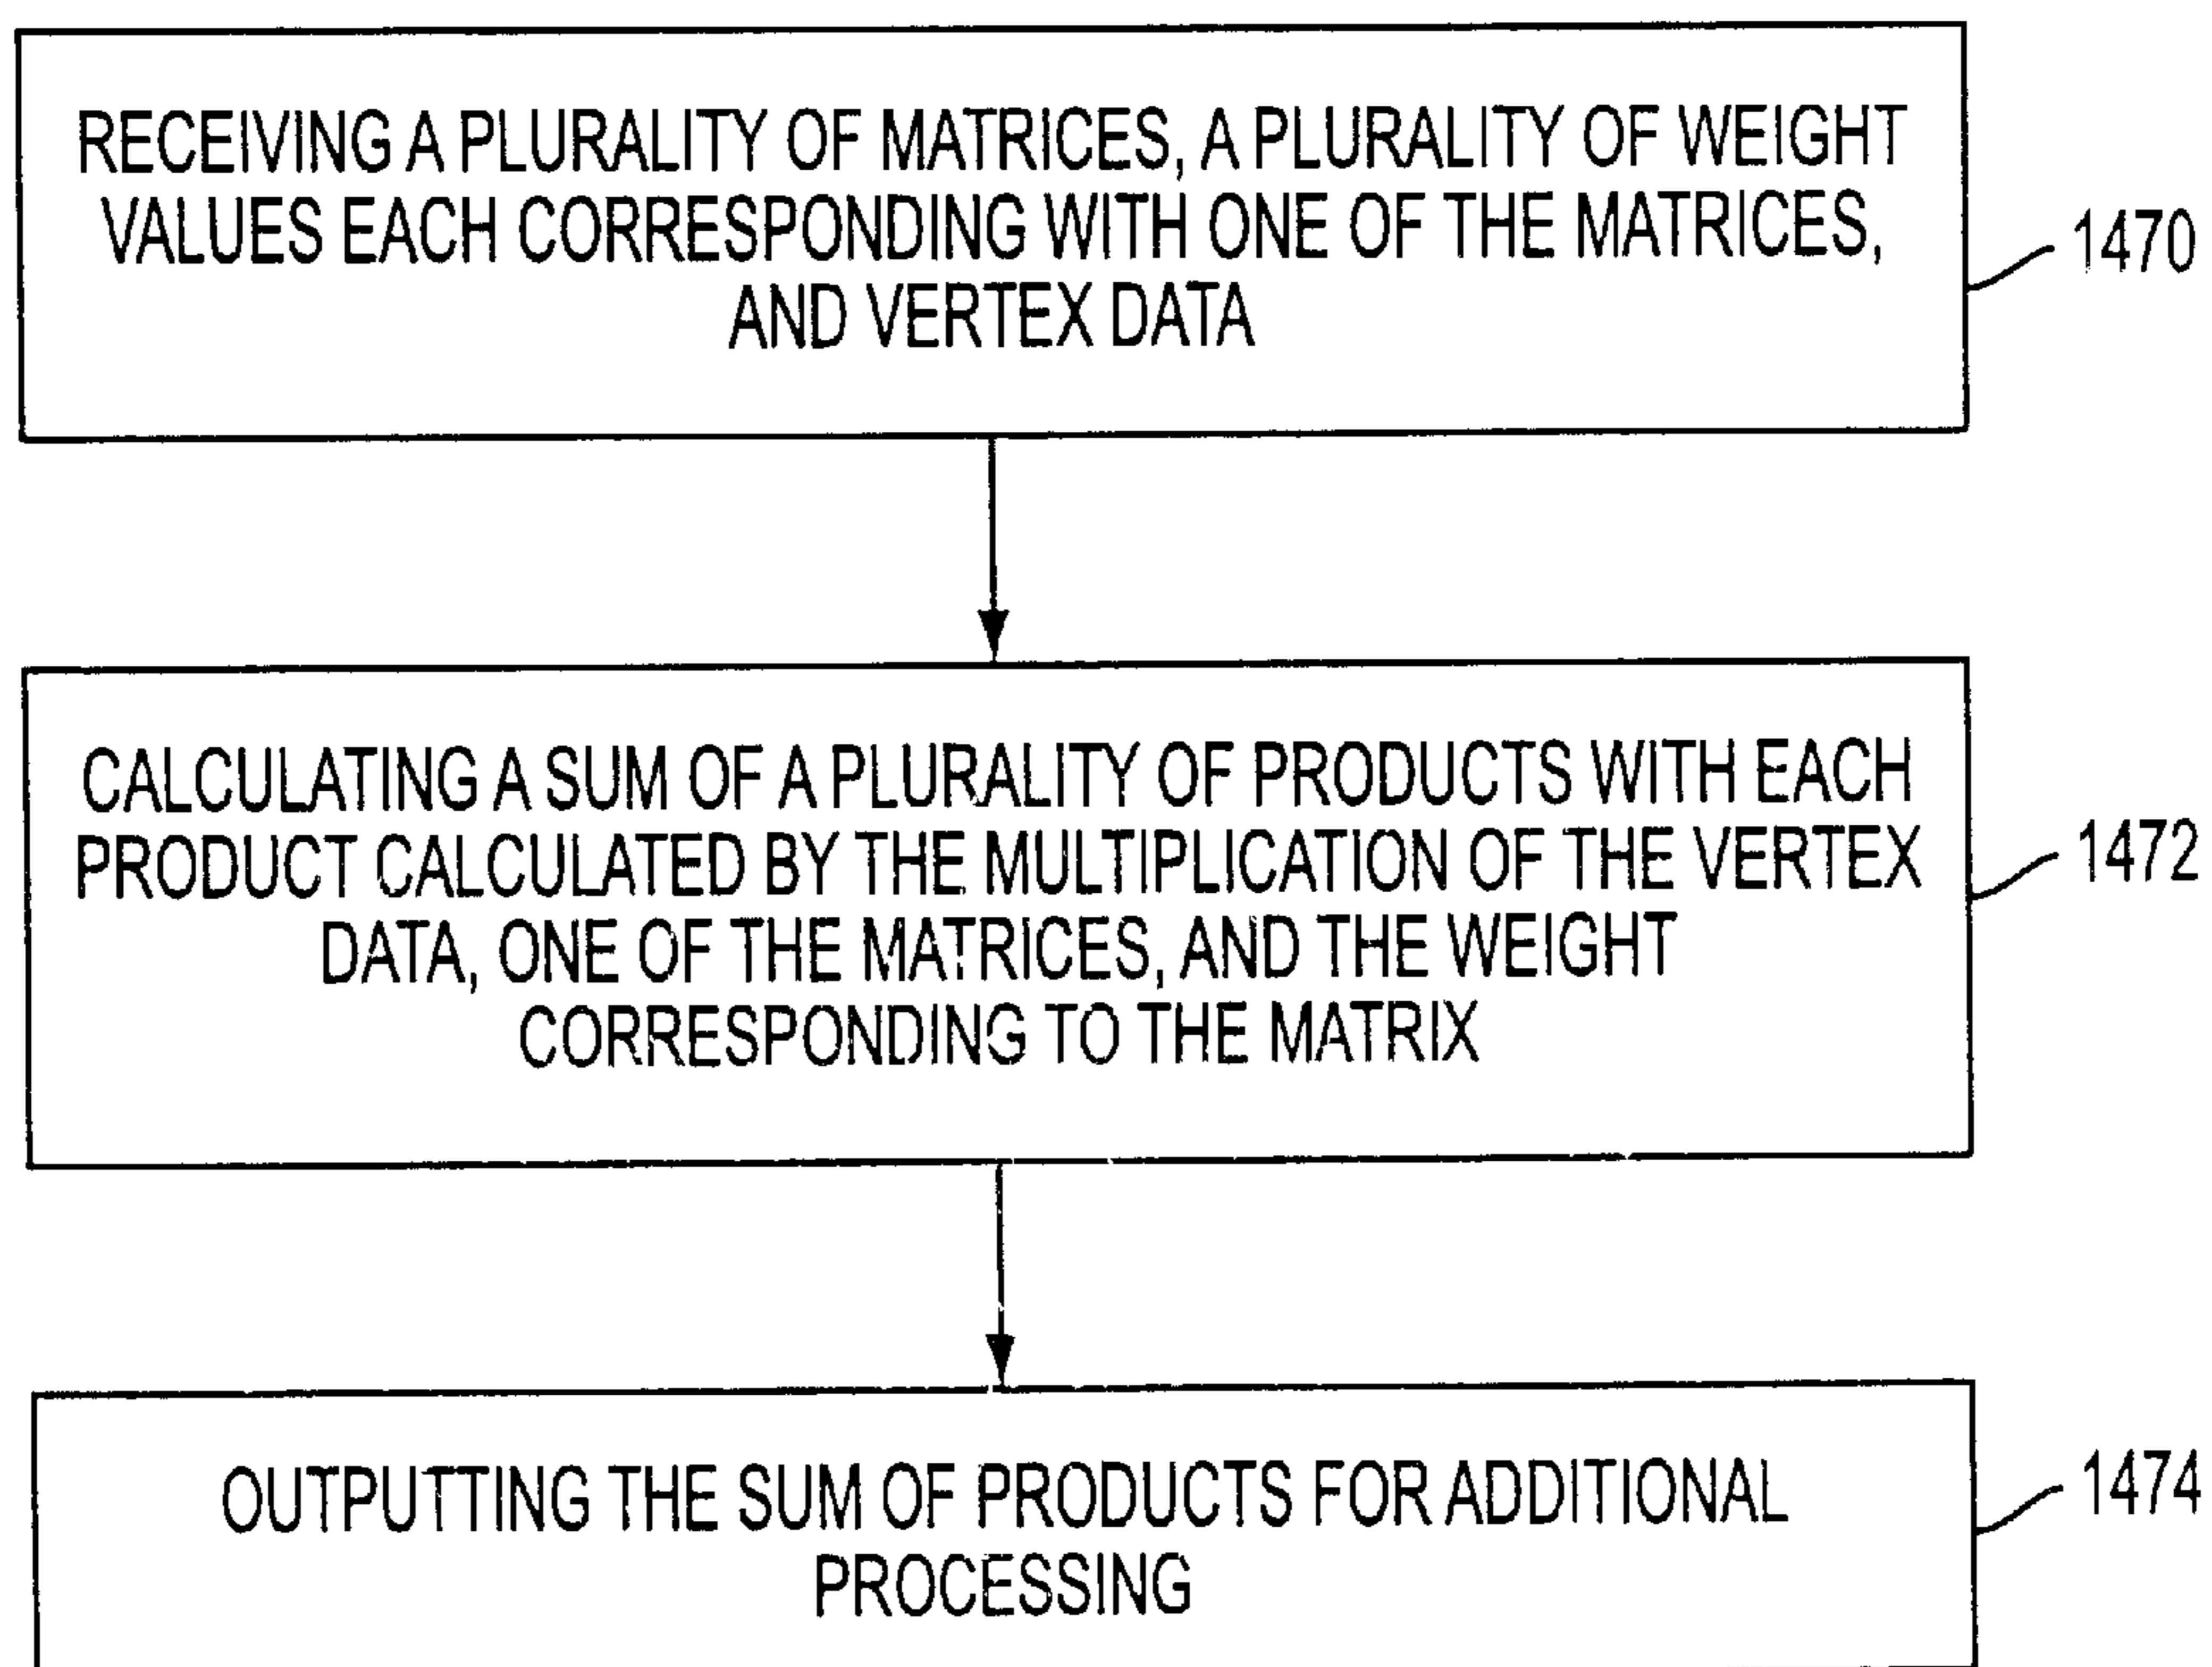 RECEIVING A PLURALITY OF MATRICES, A PLURALITY OF WEIGHT
VALUES EACH CORRESPONDING WITH ONE OF THE MATRICES,
AND VERTEX DATA
1470
CALCULATING A SUM OF A PLURALITY OF PRODUCTS WITH EACH
PRODUCT CALCULATED BY THE MULTIPLICATION OF THE VERTEX
DATA, ONE OF THE MATRICES, AND THE WEIGHT
CORRESPONDING TO THE MATRIX
1472
OUTPUTTING THE SUM OF PRODUCTS FOR ADDITIONAL
PROCESSING
1474